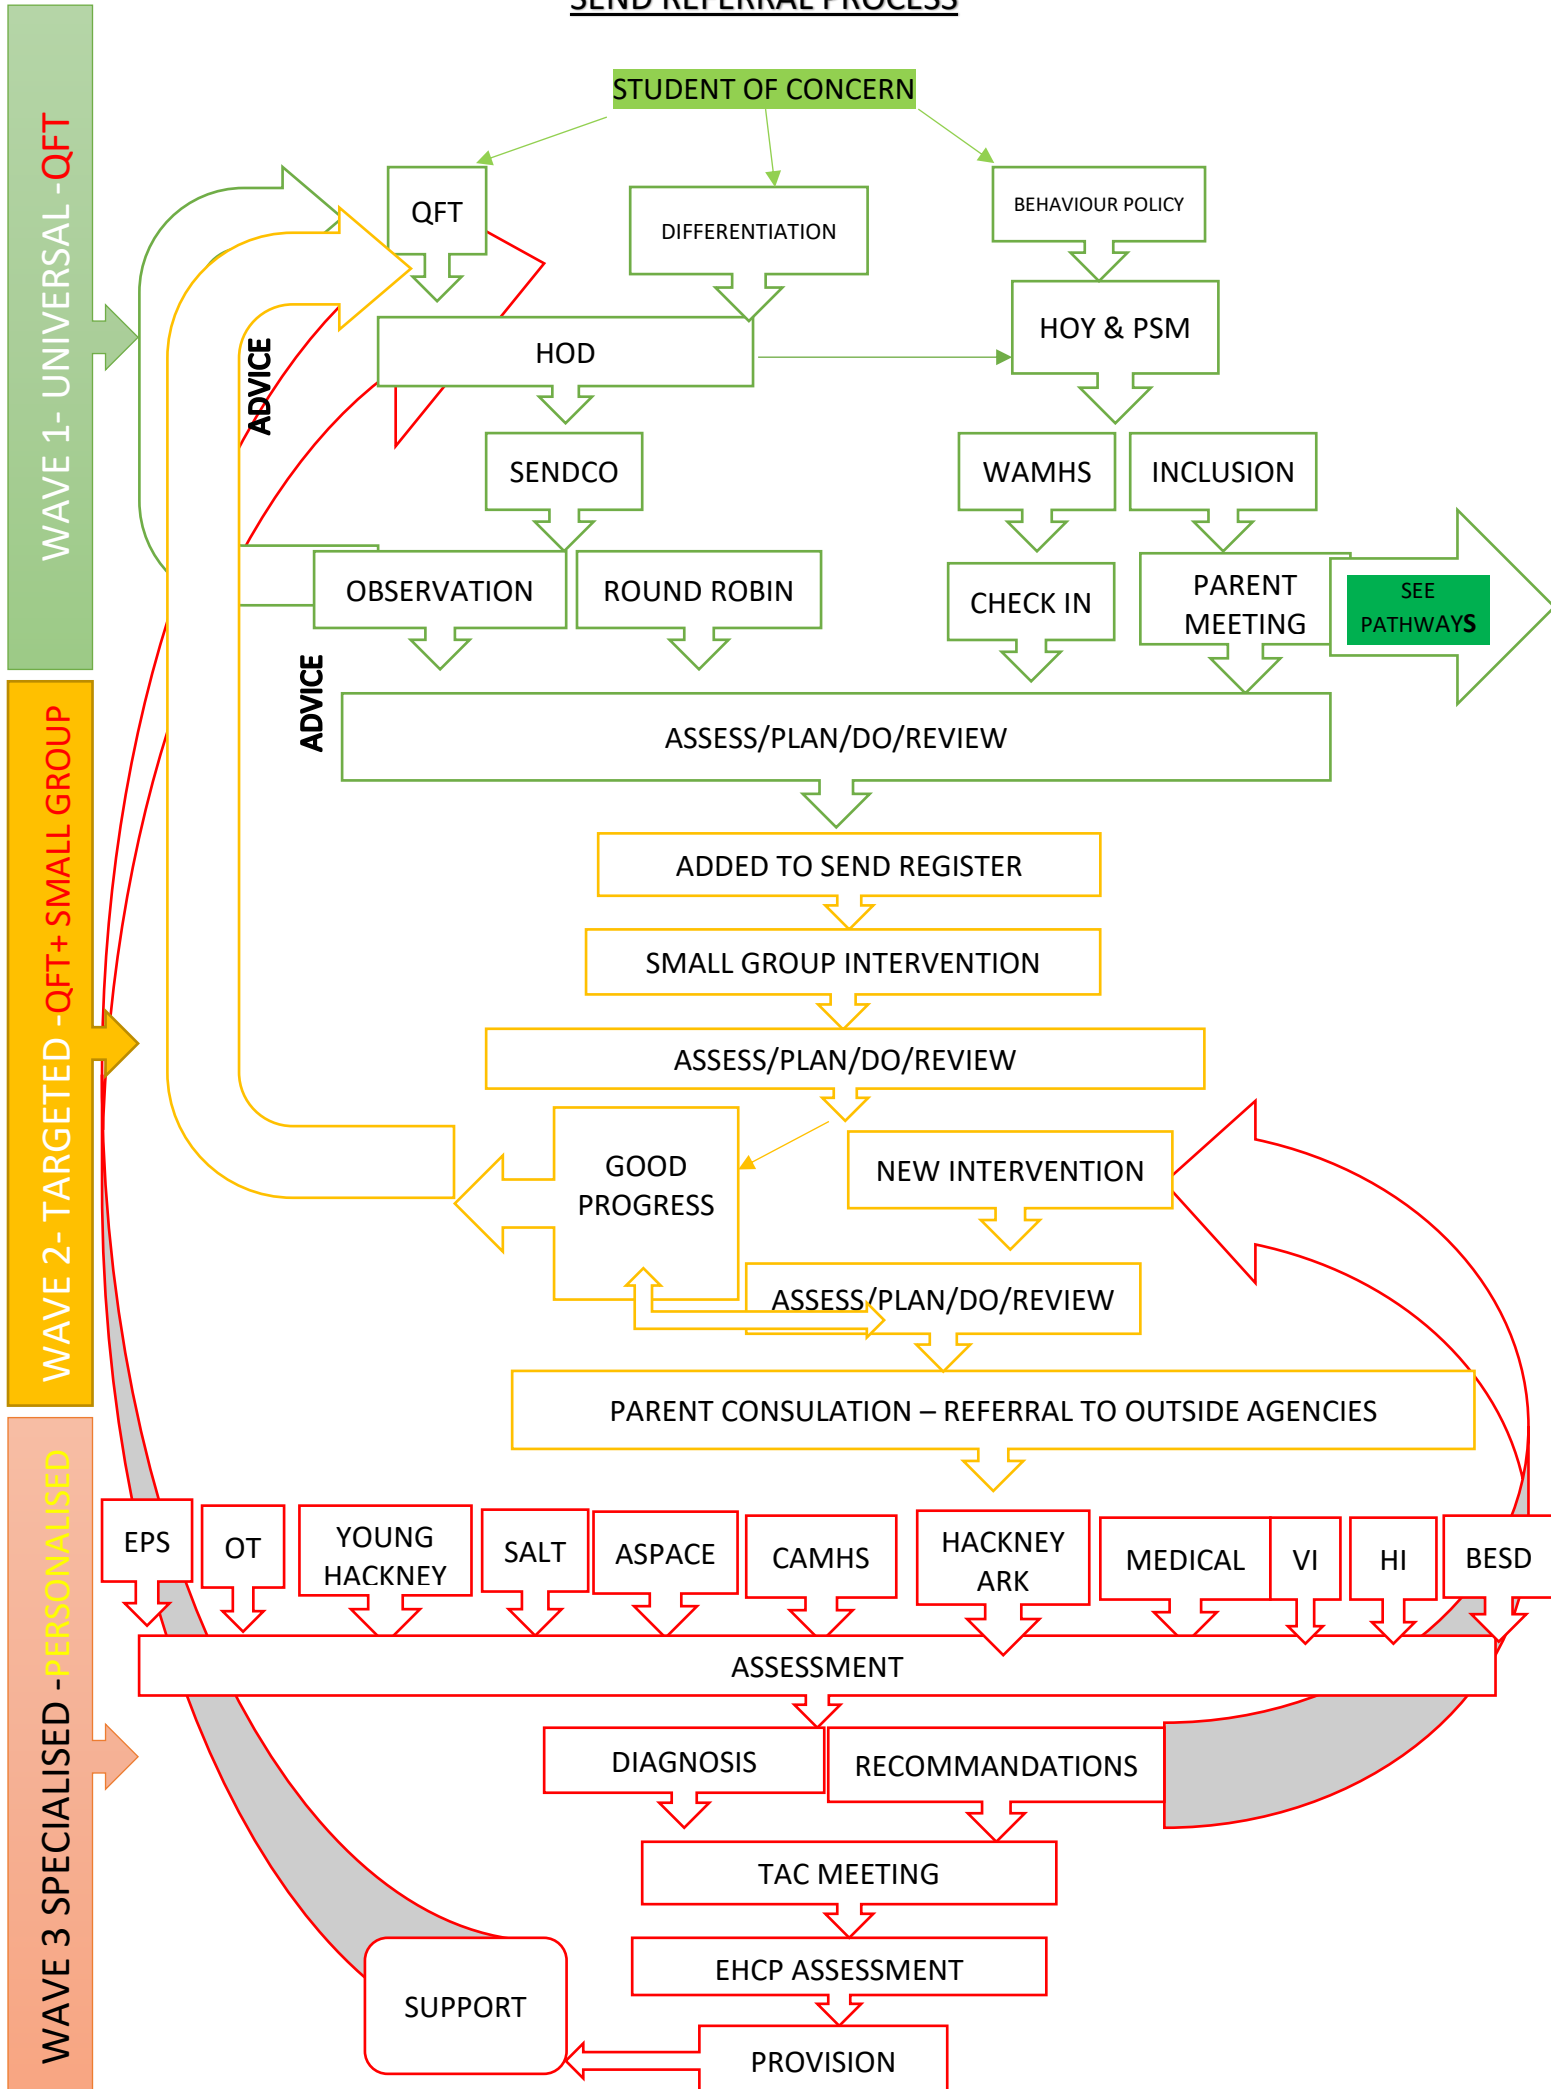 SEND REFERRAL PROCESS
STUDENT OF CONCERN
WAVE 1- UNIVERSAL -QFT
QFT
DIFFERENTIATION
BEHAVIOUR POLICY
HOD
HOY & PSM
ADVICE
SENDCO
WAMHS
INCLUSION
OBSERVATION
ROUND ROBIN
CHECK IN
PARENT
MEETING
SEE
PATHWAYS
ADVICE
ASSESS/PLAN/DO/REVIEW
WAVE 2- TARGETED -QFT+ SMALL GROUP
ADDED TO SEND REGISTER
SMALL GROUP INTERVENTION
ASSESS/PLAN/DO/REVIEW
GOOD
PROGRESS
NEW INTERVENTION
ASSESS/PLAN/DO/REVIEW
PARENT CONSULATION – REFERRAL TO OUTSIDE AGENCIES
WAVE 3 SPECIALISED -PERSONALISED
EPS
OT
YOUNG
HACKNEY
SALT
ASPACE
CAMHS
HACKNEY
ARK
MEDICAL
VI
HI
BESD
ASSESSMENT
DIAGNOSIS
RECOMMANDATIONS
TAC MEETING
EHCP ASSESSMENT
SUPPORT
PROVISION